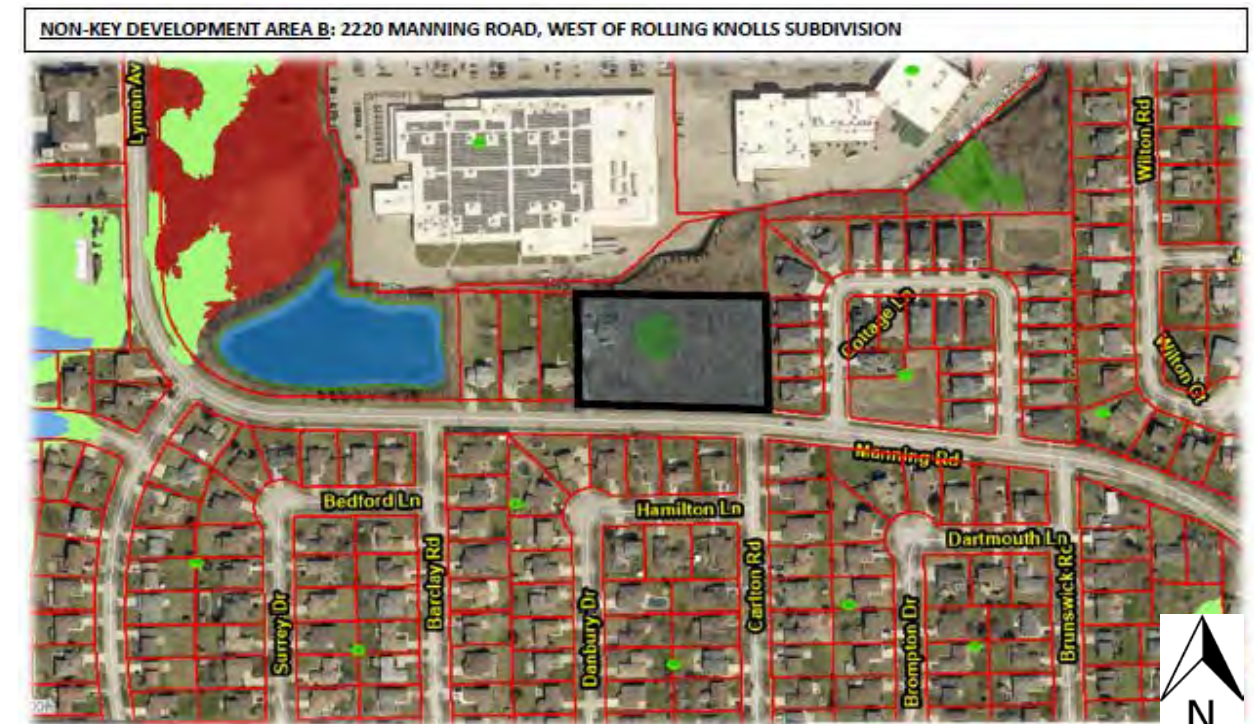 NON-KEY DEVELOPMENT AREA B: 2220 MANNING ROAD, WEST OF ROLLING KNOLLS SUBDIVISION
Lyman Av
Wilton Rd
Cottage Ln
Wilton Ct
Manning Rd
Bedford Ln
Hamilton Ln
Dartmouth Ln
Surrey Dr
Barclay Rd
Danbury Dr
Carlton Rd
Brompton Dr
Brunswick Rd
N